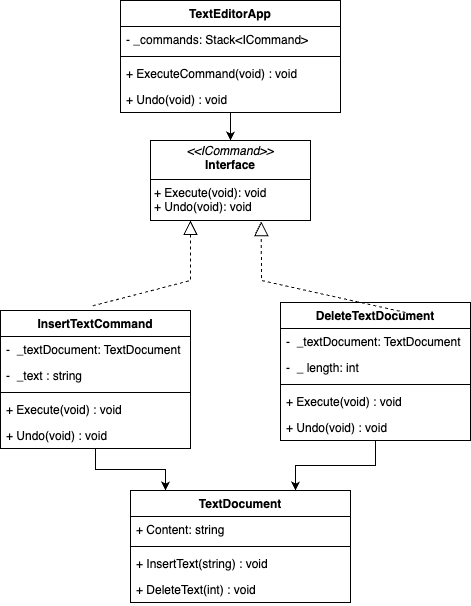 TextEditorApp
- _commands: Stack<ICommand>
+ ExecuteCommand(void) : void
+ Undo(void) : void
<<ICommand>>
Interface
+ Execute(void): void
+ Undo(void): void
InsertTextCommand
- _textDocument: TextDocument
- _text : string
+ Execute(void) : void
+ Undo(void) : void
DeleteTextDocument
- _textDocument: TextDocument
- _ length: int
+ Execute(void) : void
+ Undo(void) : void
TextDocument
+ Content: string
+ InsertText(string) : void
+ DeleteText(int) : void